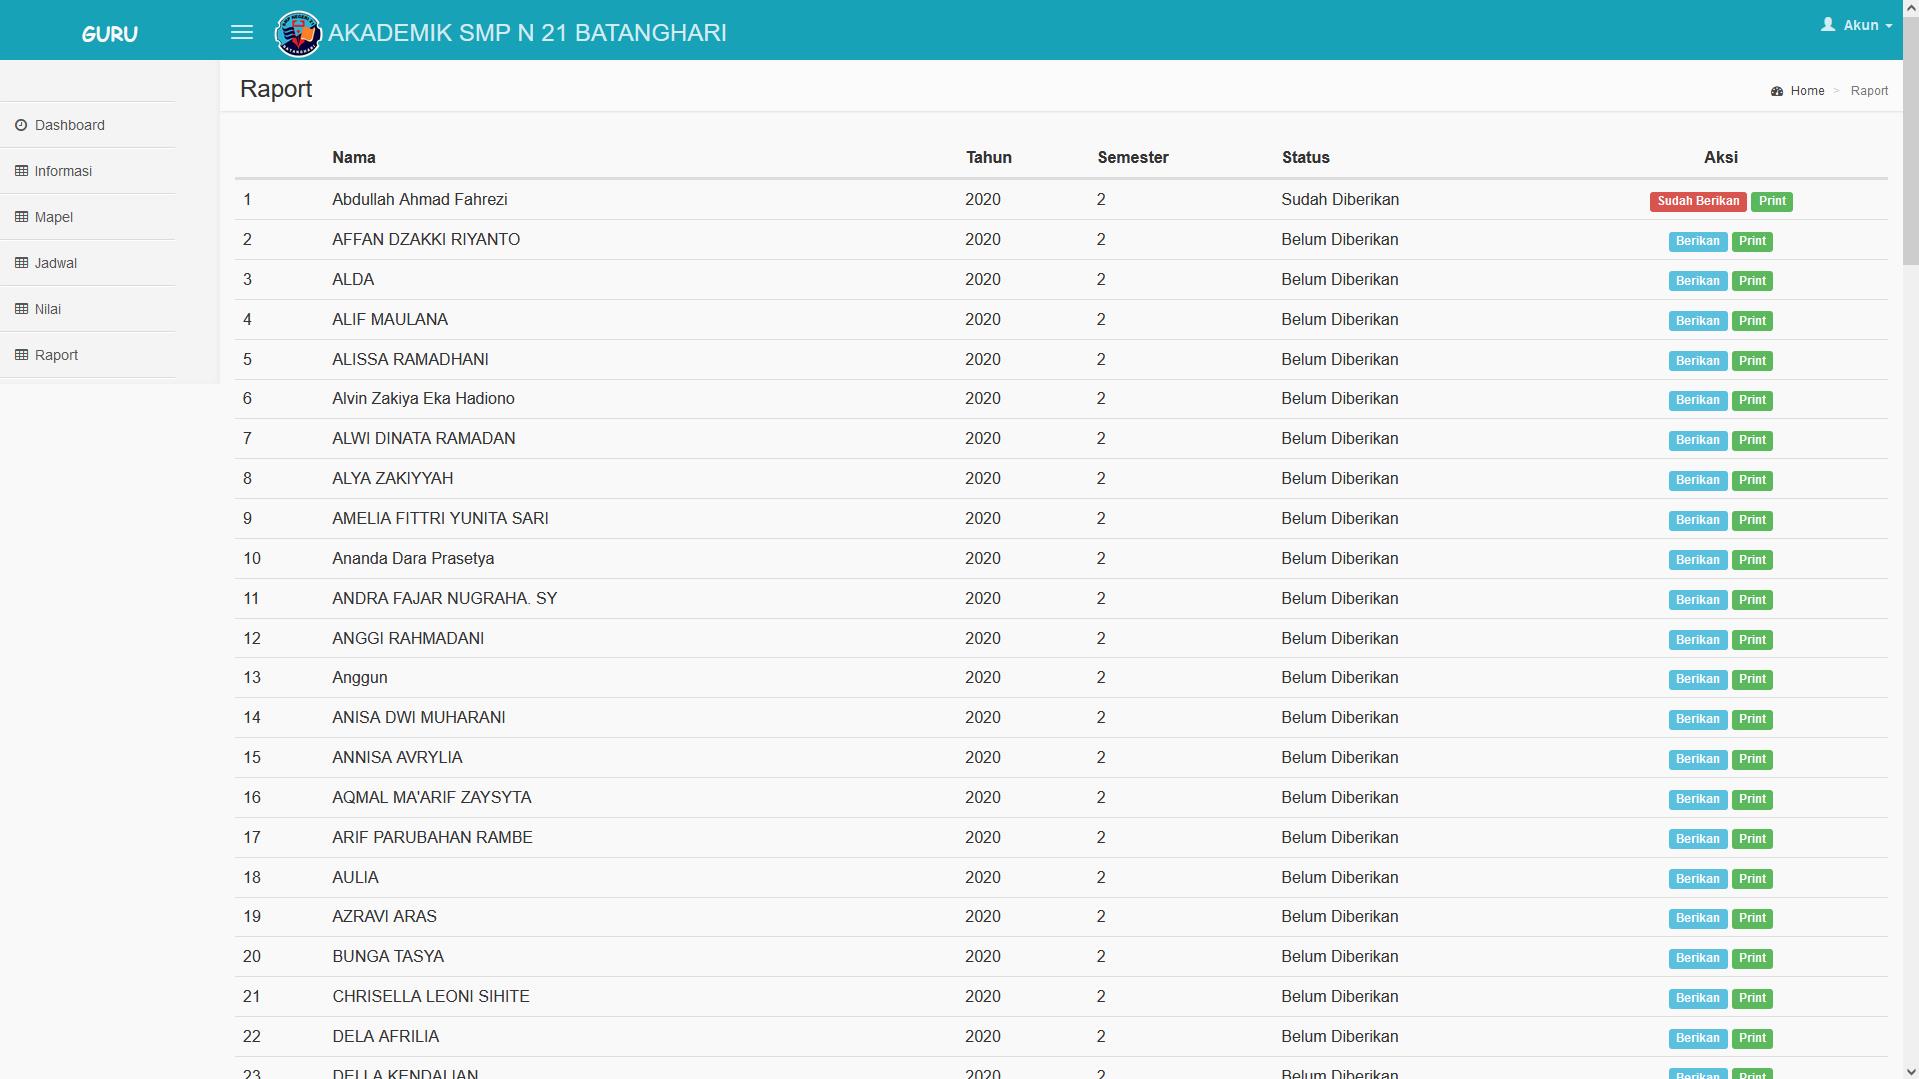 GURU
AKADEMIK SMP N 21 BATANGHARI
Akun
Raport
Home > Raport
Dashboard
Informasi
Mapel
Jadwal
Nilai
Raport
Nama Tahun Semester Status Aksi
1 Abdullah Ahmad Fahrezi 2020 2 Sudah Diberikan Sudah Berikan Print
2 AFFAN DZAKKI RIYANTO 2020 2 Belum Diberikan Berikan Print
3 ALDA 2020 2 Belum Diberikan Berikan Print
4 ALIF MAULANA 2020 2 Belum Diberikan Berikan Print
5 ALISSA RAMADHANI 2020 2 Belum Diberikan Berikan Print
6 Alvin Zakiya Eka Hadiono 2020 2 Belum Diberikan Berikan Print
7 ALWI DINATA RAMADAN 2020 2 Belum Diberikan Berikan Print
8 ALYA ZAKIYYAH 2020 2 Belum Diberikan Berikan Print
9 AMELIA FITTRI YUNITA SARI 2020 2 Belum Diberikan Berikan Print
10 Ananda Dara Prasetya 2020 2 Belum Diberikan Berikan Print
11 ANDRA FAJAR NUGRAHA. SY 2020 2 Belum Diberikan Berikan Print
12 ANGGI RAHMADANI 2020 2 Belum Diberikan Berikan Print
13 Anggun 2020 2 Belum Diberikan Berikan Print
14 ANISA DWI MUHARANI 2020 2 Belum Diberikan Berikan Print
15 ANNISA AVRYLIA 2020 2 Belum Diberikan Berikan Print
16 AQMAL MA'ARIF ZAYSYTA 2020 2 Belum Diberikan Berikan Print
17 ARIF PARUBAHAN RAMBE 2020 2 Belum Diberikan Berikan Print
18 AULIA 2020 2 Belum Diberikan Berikan Print
19 AZRAVI ARAS 2020 2 Belum Diberikan Berikan Print
20 BUNGA TASYA 2020 2 Belum Diberikan Berikan Print
21 CHRISELLA LEONI SIHITE 2020 2 Belum Diberikan Berikan Print
22 DELA AFRILIA 2020 2 Belum Diberikan Berikan Print
23 2020 2 Belum Diberikan Berikan Print